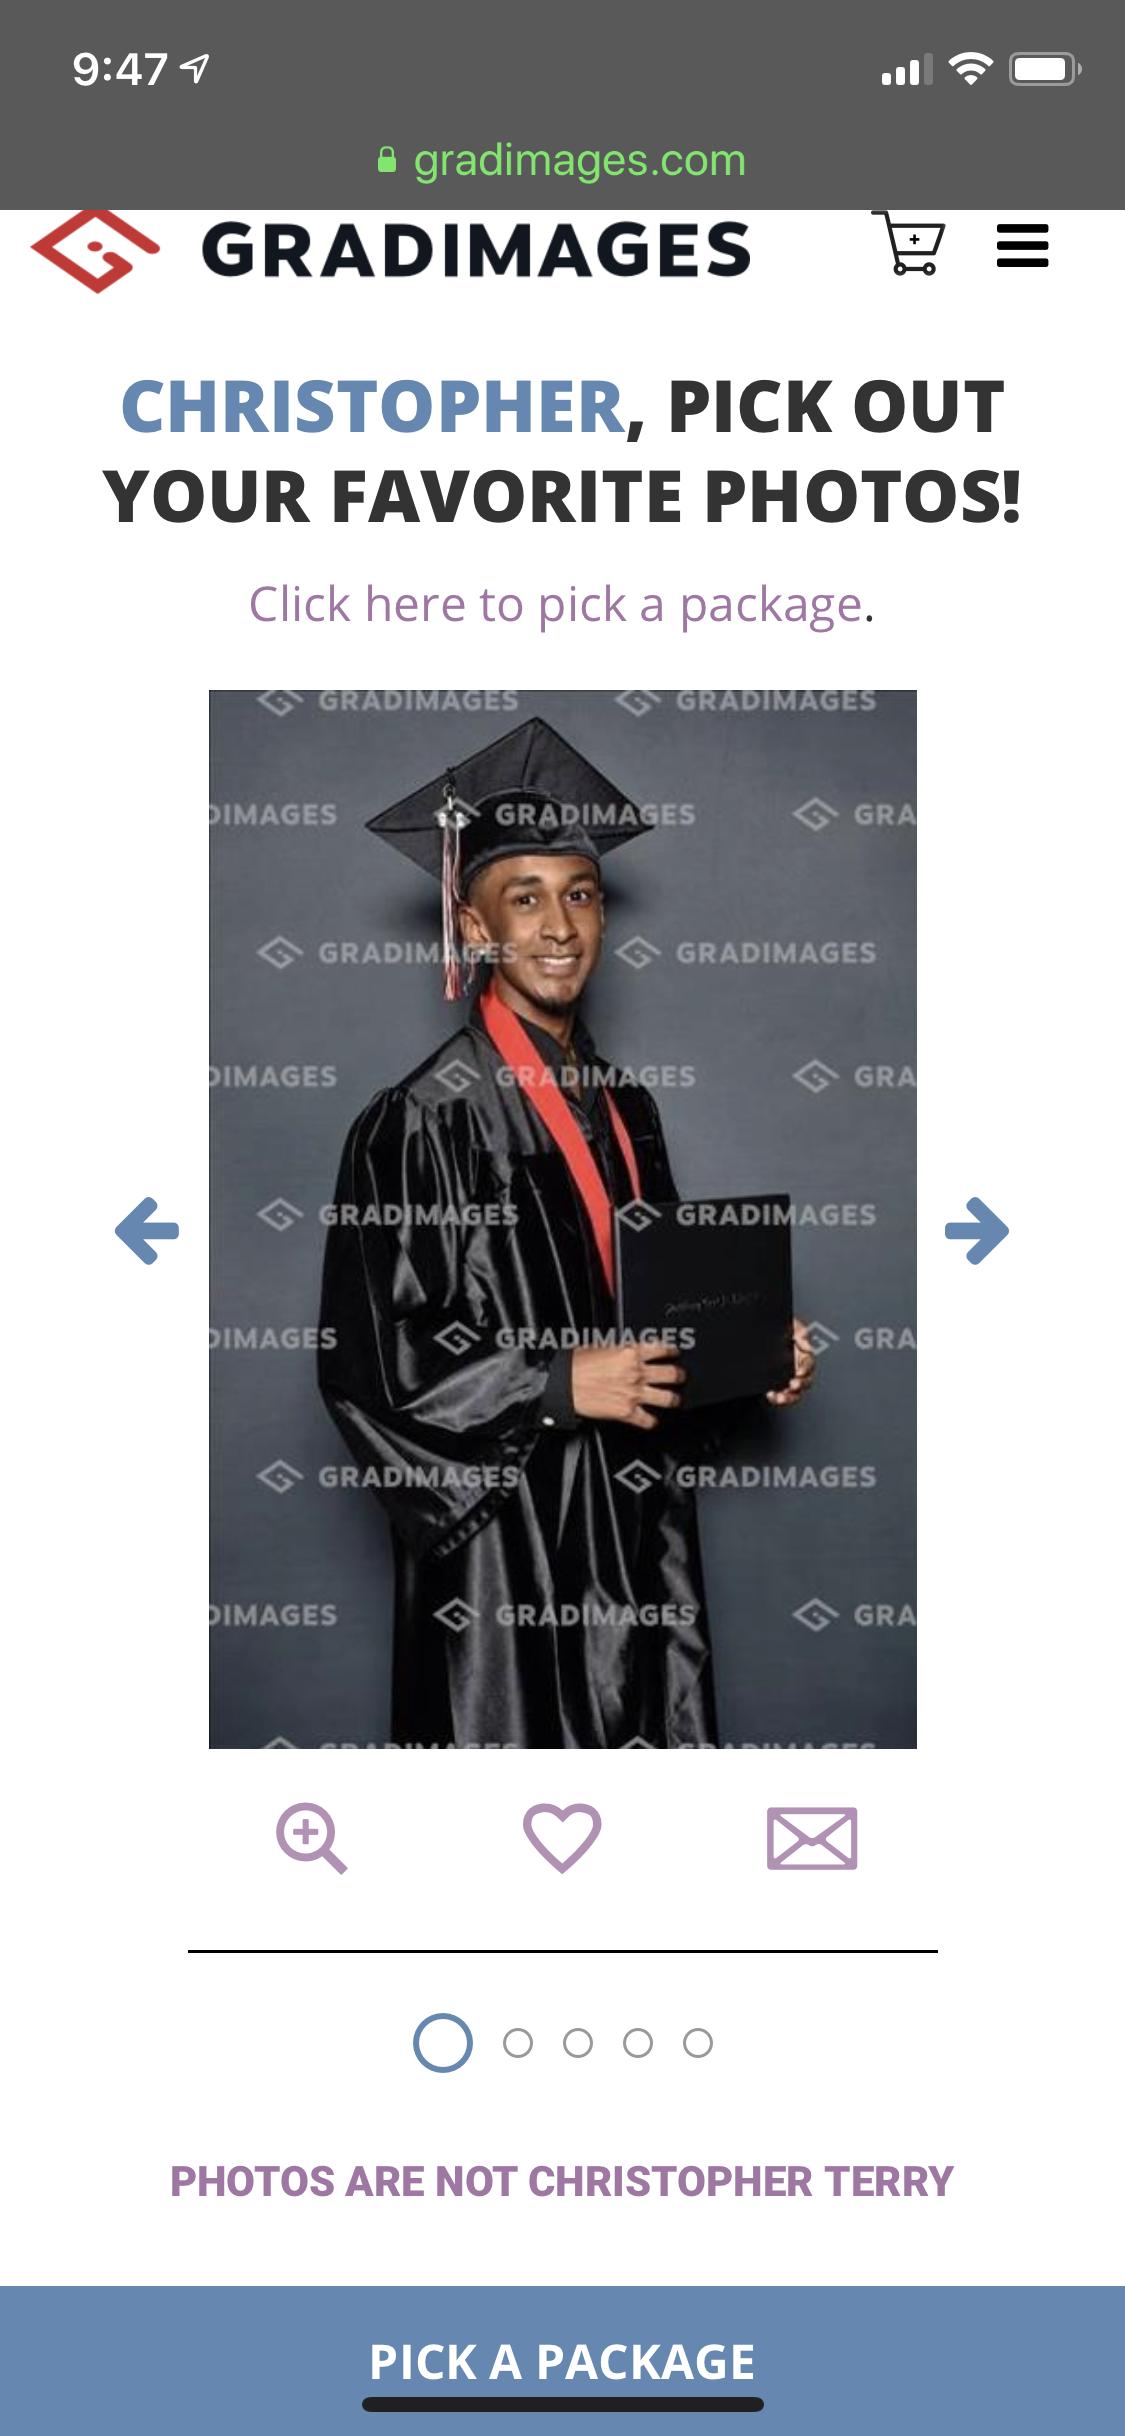 9:47
gradimages.com
GRADIMAGES
CHRISTOPHER, PICK OUT
YOUR FAVORITE PHOTOS!
Click here to pick a package.
GRADIMAGES GRADIMAGES
DIMAGES GRADIMAGES GRA
GRADIMAGES GRADIMAGES
DIMAGES GRADIMAGES GRA
GRADIMAGES GRADIMAGES
DIMAGES GRADIMAGES GRA
GRADIMAGES GRADIMAGES
DIMAGES GRADIMAGES GRA
GRADIMAGES GRADIMAGES
PHOTOS ARE NOT CHRISTOPHER TERRY
PICK A PACKAGE